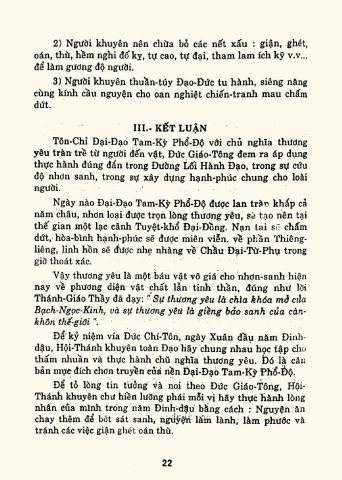 2) Người khuyên nên chừa bỏ các nết xấu : giận, ghét,
oán, thù, hềm nghi đố kỵ, tự cao, tự đại, tham lam ích kỷ v.v...
để làm gương độ người.
3) Người khuyên thuần-túy Đạo-Đức tu hành, siêng năng
cùng kính cầu nguyện cho oan nghiệt chiến-tranh mau chấm
dứt.
III.- KẾT LUẬN
Tôn-Chỉ Đại-Đạo Tam-Kỳ Phổ-Độ với chủ nghĩa thương
yêu tràn trề từ người đến vật, Đức Giáo-Tông đem ra áp dụng
thực hành đúng đắn trong Đường Lối Hành Đạo, trong sự cứu
độ nhơn sanh, trong sự xây dựng hạnh-phúc chung cho loài
người.
Ngày nào Đại-Đạo Tam-Kỳ Phổ-Độ được lan tràn khắp cả
năm châu, nhơn loại được trọn lòng thương yêu, sẽ tạo nên tại
thế gian một lạc cảnh Tuyệt-khổ Đại-Đồng. Nạn tai sẽ chấm
dứt, hòa-bình hạnh-phúc sẽ được miên viễn. về phần Thiêng-
liêng, linh hồn sẽ được nhẹ nhàng về Chầu Đại-Từ-Phụ trong
giờ thoát xác.
Vậy thương yêu là một báu vật vô giá cho nhơn-sanh hiện
nay về phương diện vật chất lẫn tinh thần, đúng như lời
Thánh-Giáo Thầy đã dạy: " Sự thương yêu là chìa khóa mở cửa
Bạch-Ngọc-Kinh, và sự thương yêu là giềng bảo sanh của càn-
khôn thế-giới ".
Để kỷ niệm vía Đức Chí-Tôn, ngày Xuân đầu năm Đinh-
dậu, Hội-Thánh khuyên toàn Đạo hãy chung nhau học tập cho
thấm nhuần và thực hành chủ nghĩa thương yêu. Đó là căn
bản mục đích chơn truyền của nền Đại-Đạo Tam-Kỳ Phổ-Độ.
Để tỏ lòng tin tưởng và noi theo Đức Giáo-Tông, Hội-
Thánh khuyên chư hiền lưỡng phái mỗi vị hãy thực hành lòng
nhân của mình trong năm Đinh-dậu bằng cách : Nguyện ăn
chay thêm để bớt sát sanh, nguyện làm lành, làm phước và
tránh các việc giận ghét oán thù.
22